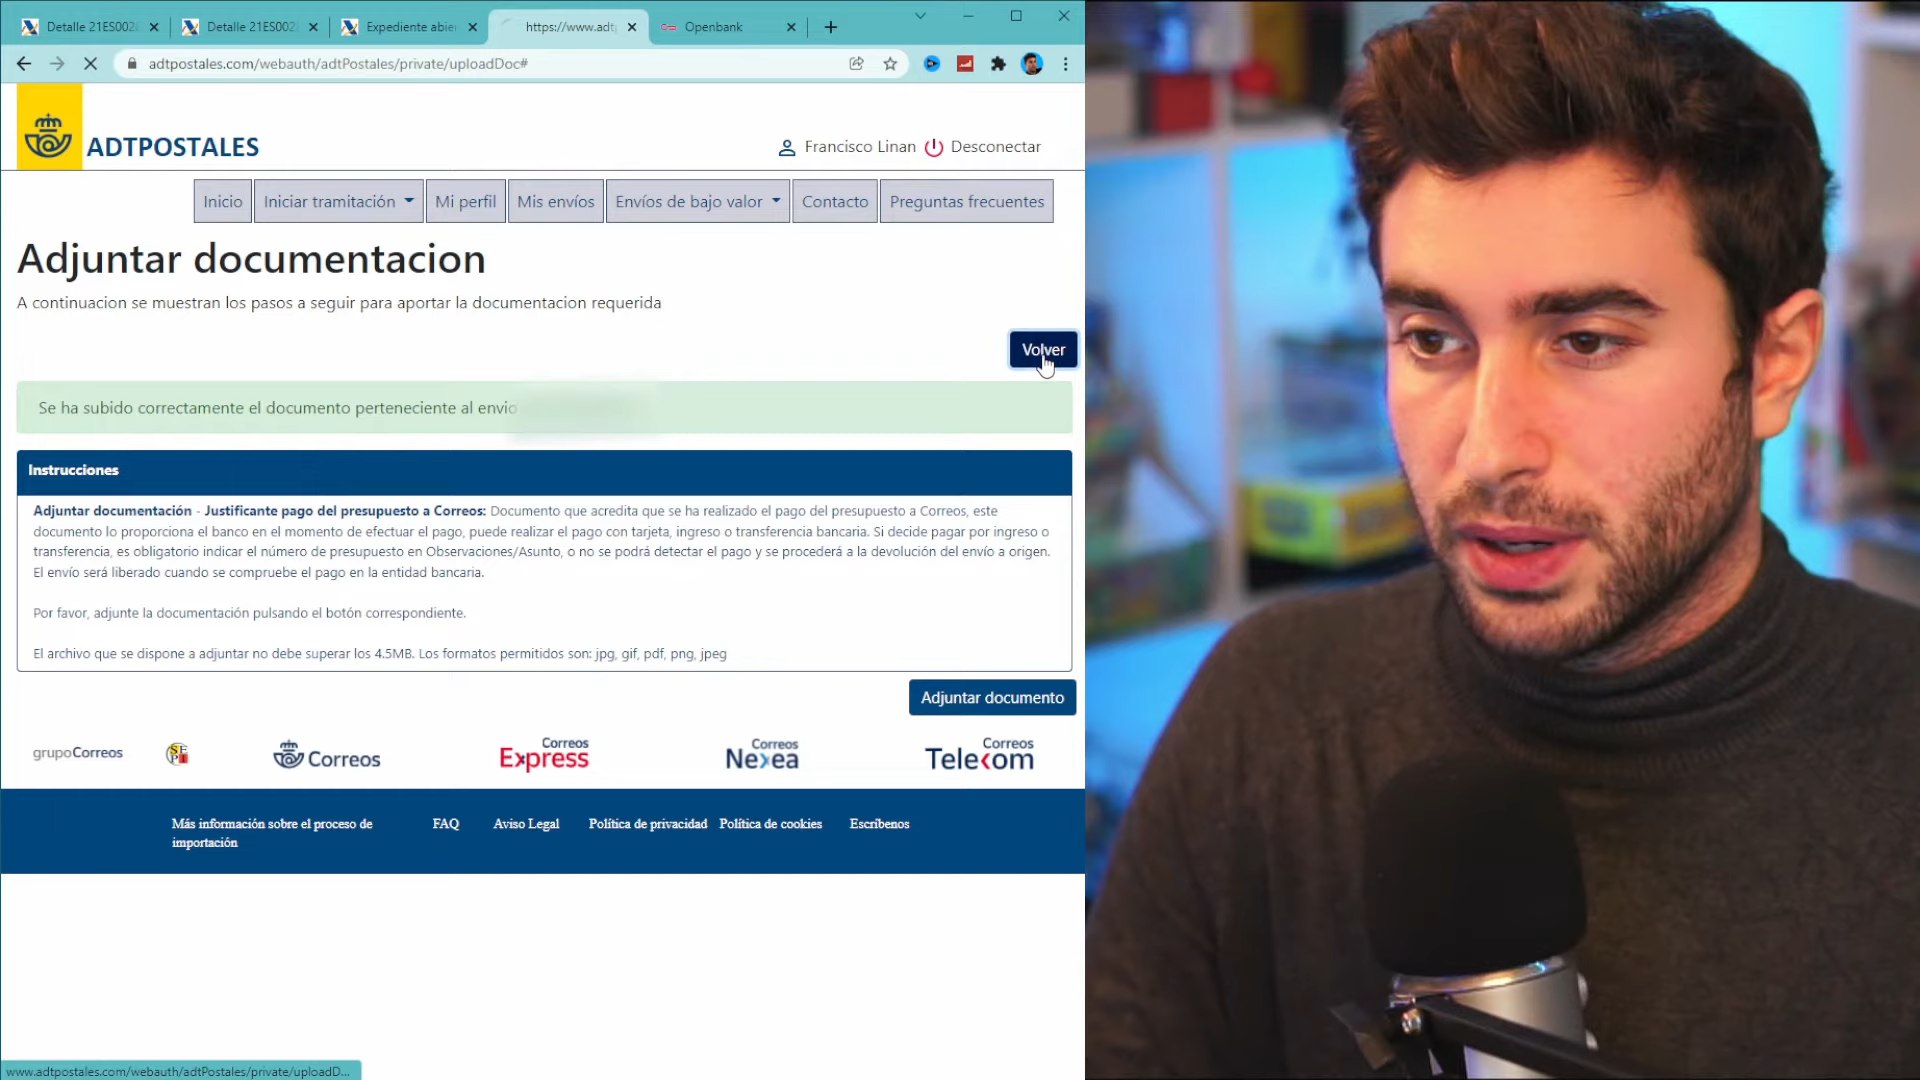 Detalle 21ES002
Detalle 21ES002
Expediente abie
https://www.adt
Openbank
adtpostales.com/webauth/adtPostales/private/uploadDoc#
ADTPOSTALES
Francisco Linan
Desconectar
Inicio
Iniciar tramitación
Mi perfil
Mis envíos
Envíos de bajo valor
Contacto
Preguntas frecuentes
Adjuntar documentacion
A continuacion se muestran los pasos a seguir para aportar la documentacion requerida
Volver
Se ha subido correctamente el documento perteneciente al envio
Instrucciones
Adjuntar documentación - Justificante pago del presupuesto a Correos: Documento que acredita que se ha realizado el pago del presupuesto a Correos, este
documento lo proporciona el banco en el momento de efectuar el pago, puede realizar el pago con tarjeta, ingreso o transferencia bancaria. Si decide pagar por ingreso o
transferencia, es obligatorio indicar el número de presupuesto en Observaciones/Asunto, o no se podrá detectar el pago y se procederá a la devolución del envío a origen.
El envío será liberado cuando se compruebe el pago en la entidad bancaria.
Por favor, adjunte la documentación pulsando el botón correspondiente.
El archivo que se dispone a adjuntar no debe superar los 4.5MB. Los formatos permitidos son: jpg, gif, pdf, png, jpeg
Adjuntar documento
grupoCorreos
SEPI
Correos
Correos
Express
Correos
Nexea
Correos
Telecom
Más información sobre el proceso de
importación
FAQ
Aviso Legal
Política de privacidad
Política de cookies
Escríbenos
www.adtpostales.com/webauth/adtPostales/private/uploadD...